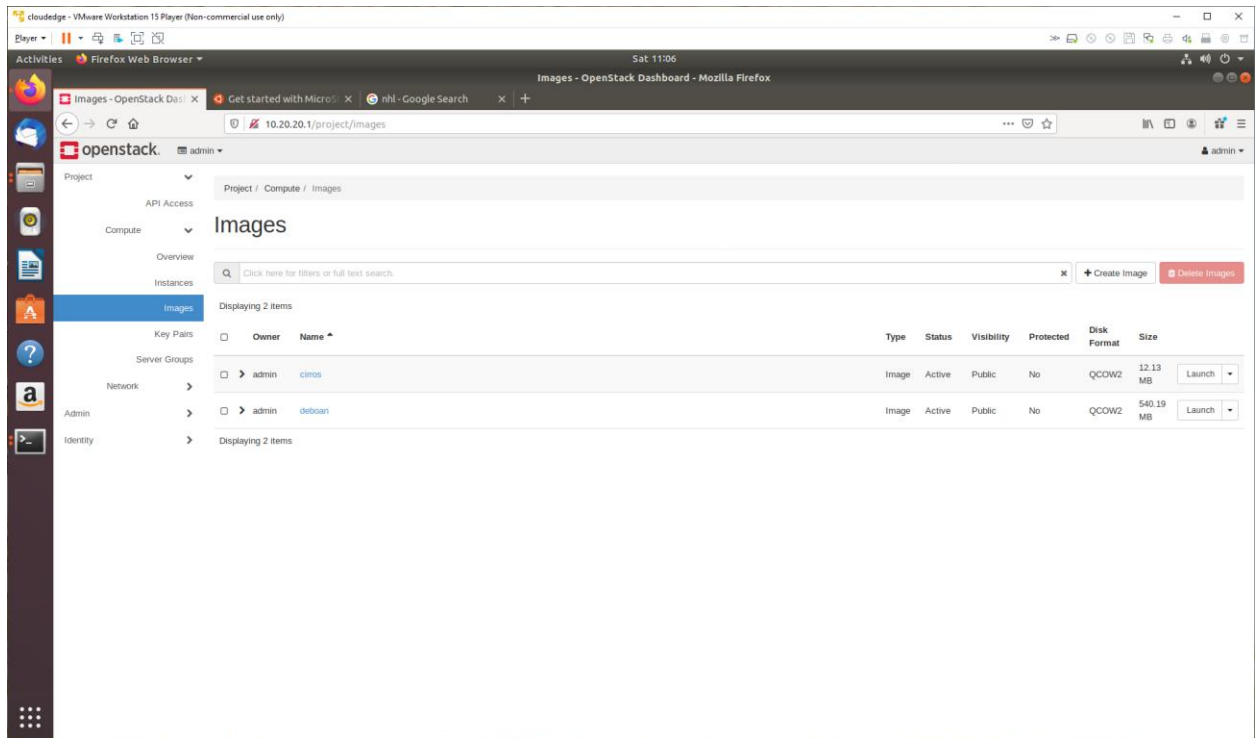 cloudedge - VMware Workstation 15 Player (Non-commercial use only)
Player
Activities Firefox Web Browser Sat 11:06
Images - OpenStack Dashboard - Mozilla Firefox
Images - OpenStack Das Get started with MicroS nhl - Google Search
10.20.20.1/project/images
openstack. admin admin
Project
API Access
Compute
Overview
Instances
Images
Key Pairs
Server Groups
Network
Admin
Identity
Project / Compute / Images
Images
Click here for filters or full text search. + Create Image Delete Images
Displaying 2 items
Owner Name Type Status Visibility Protected Disk Format Size
admin cirros Image Active Public No QCOW2 12.13 MB Launch
admin deboan Image Active Public No QCOW2 540.19 MB Launch
Displaying 2 items